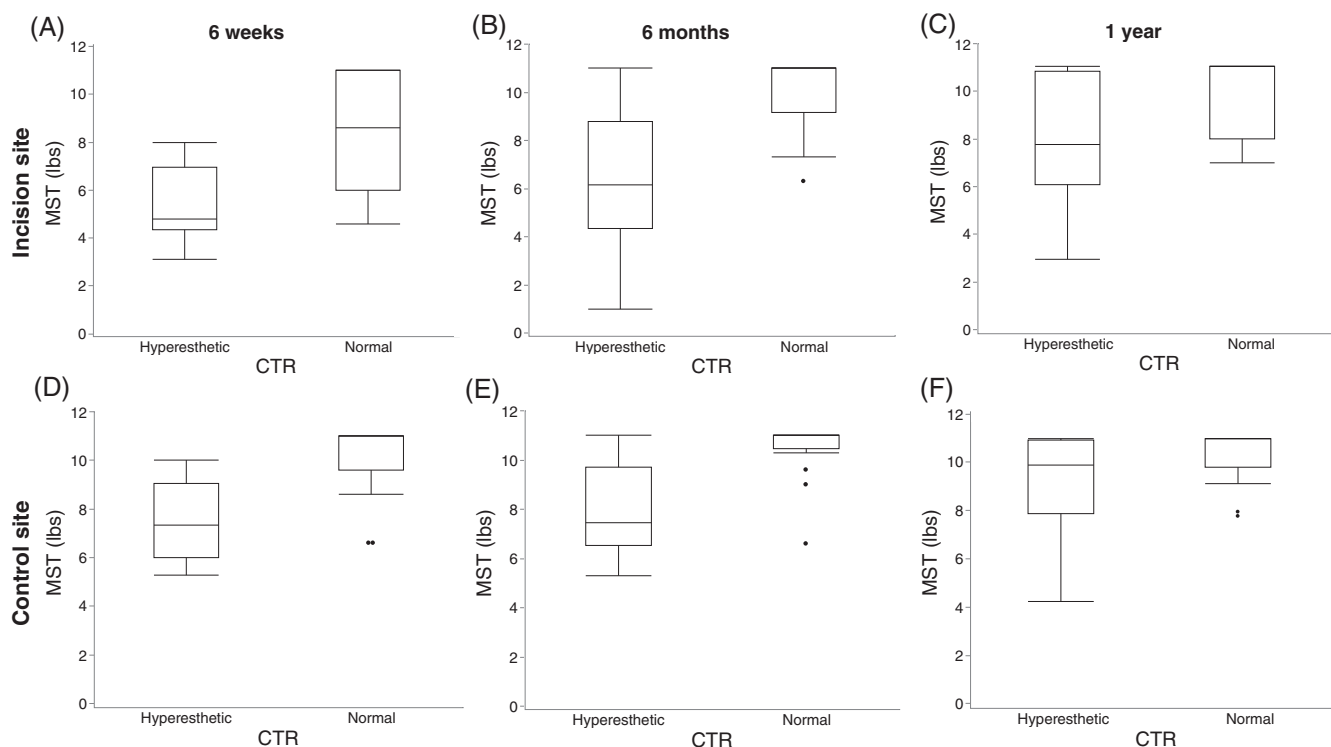 (A)
6 weeks
(B)
6 months
(C)
1 year
Incision site
MST (lbs)
12
10
8
6
4
2
0
Hyperesthetic
Normal
CTR
MST (lbs)
12
10
8
6
4
2
0
Hyperesthetic
Normal
CTR
MST (lbs)
12
10
8
6
4
2
0
Hyperesthetic
Normal
CTR
(D)
(E)
(F)
Control site
MST (lbs)
12
10
8
6
4
2
0
Hyperesthetic
Normal
CTR
MST (lbs)
12
10
8
6
4
2
0
Hyperesthetic
Normal
CTR
MST (lbs)
12
10
8
6
4
2
0
Hyperesthetic
Normal
CTR